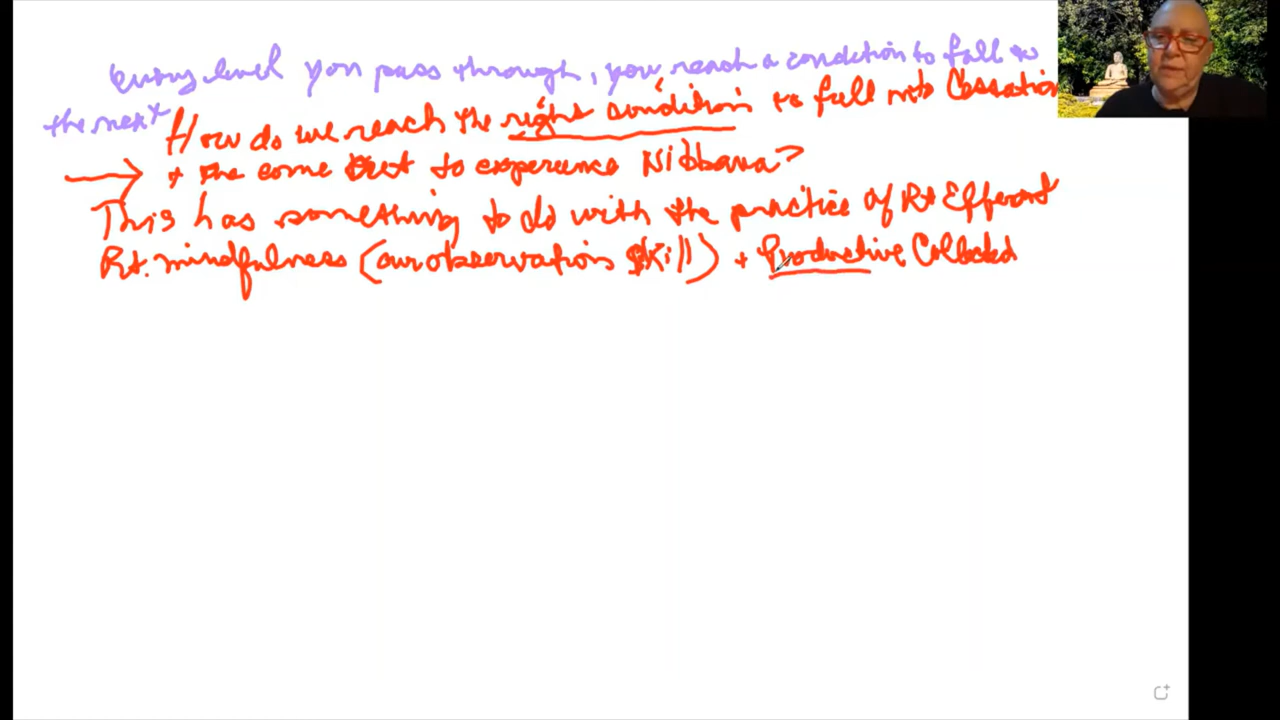 Every level you pass through, you reach a condition to fall to
the next
How do we reach the right condition to fall into Cessation
→ + the come out to experience Nibbana?
This has something to do with the practice of Rt Effeort
Rt. mindfulness (our observation skill) + Productive Collected